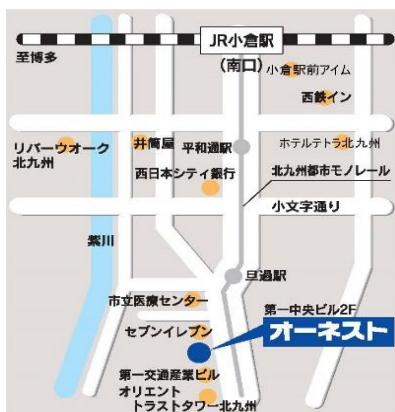 JR小倉駅
(南口)
至博多
小倉駅前アイム
西鉄イン
リバーウオーク
北九州
井筒屋
平和通駅
ホテルテトラ北九州
西日本シティ銀行
北九州都市モノレール
小文字通り
紫川
旦過駅
市立医療センター
第一中央ビル2F
セブンイレブン
オーネスト
第一交通産業ビル
オリエント
トラストタワー北九州